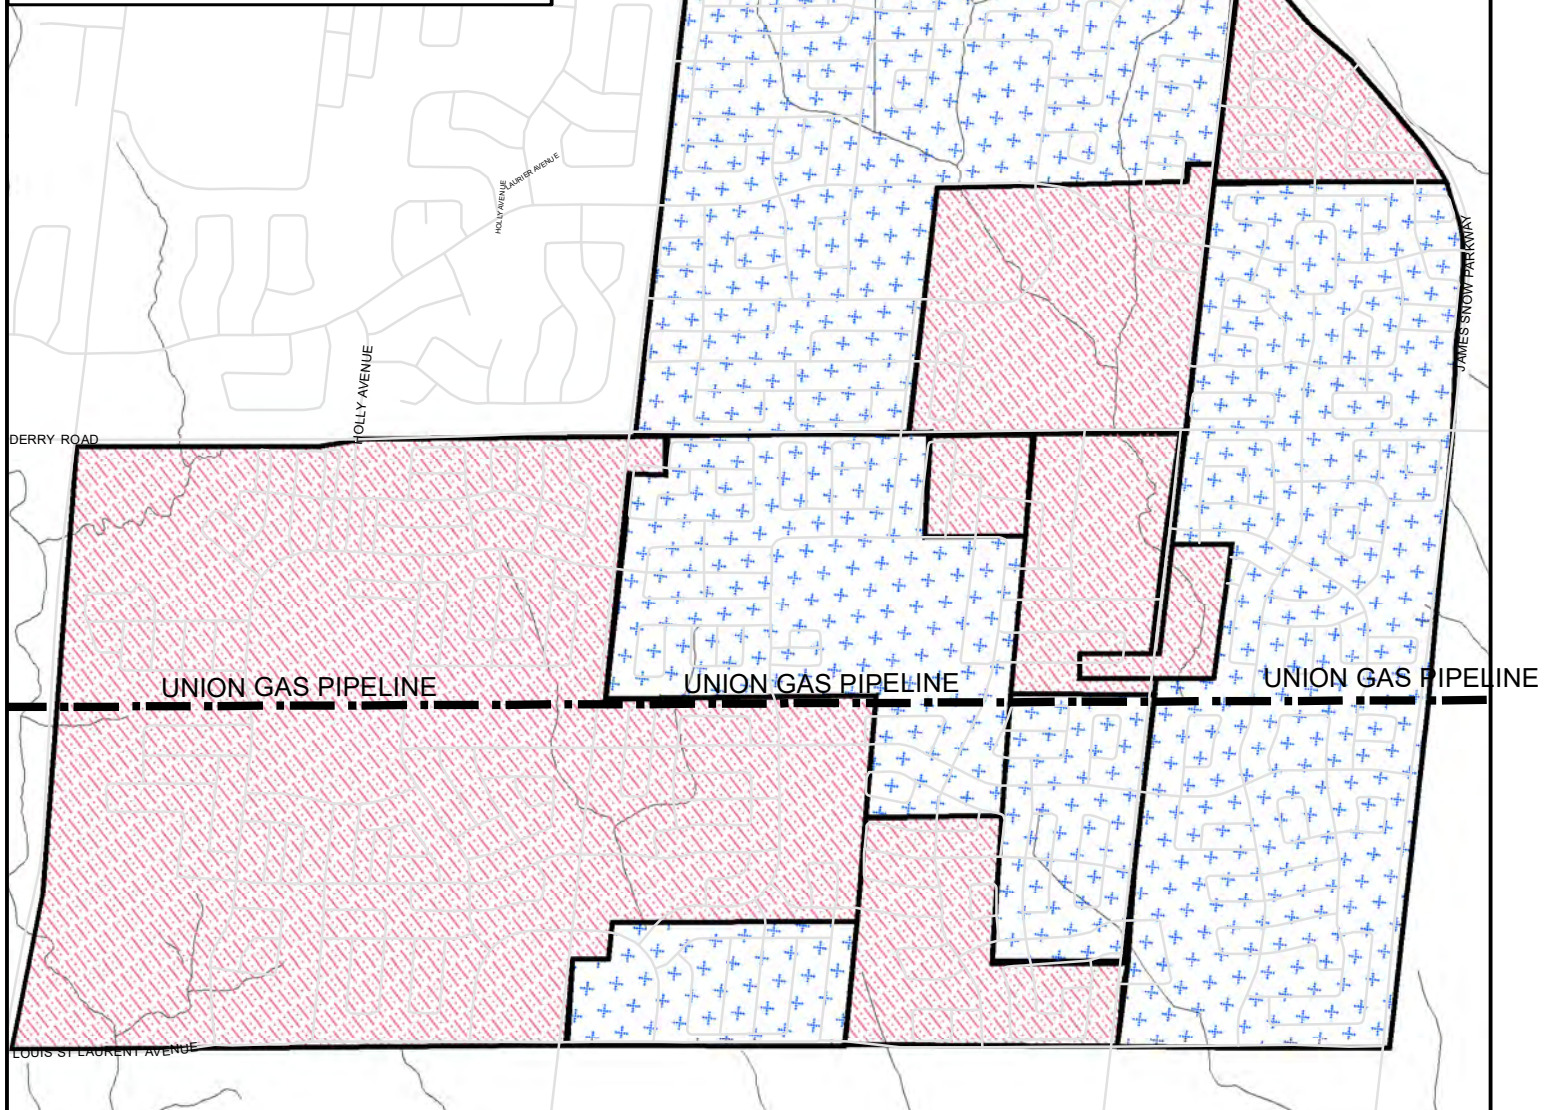 LAURIER AVENUE
HOLLY AVENUE
JAMES SNOW PARKWAY
HOLLY AVENUE
DERRY ROAD
UNION GAS PIPELINE
UNION GAS PIPELINE
UNION GAS PIPELINE
LOUIS ST LAURENT AVENUE